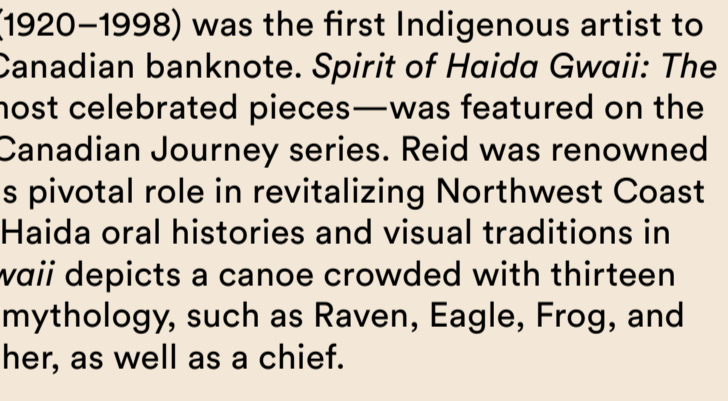 (1920–1998) was the first Indigenous artist to
Canadian banknote. Spirit of Haida Gwaii: The
most celebrated pieces—was featured on the
Canadian Journey series. Reid was renowned
s pivotal role in revitalizing Northwest Coast
Haida oral histories and visual traditions in
waii depicts a canoe crowded with thirteen
mythology, such as Raven, Eagle, Frog, and
her, as well as a chief.